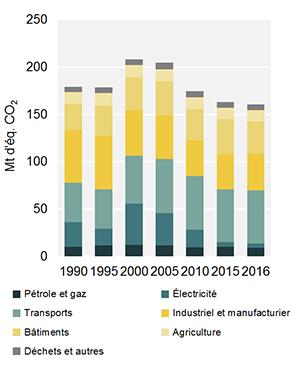 Mt d'éq. CO₂
250
200
150
100
50
0
1990 1995 2000 2005 2010 2015 2016
Pétrole et gaz
Électricité
Transports
Industriel et manufacturier
Bâtiments
Agriculture
Déchets et autres